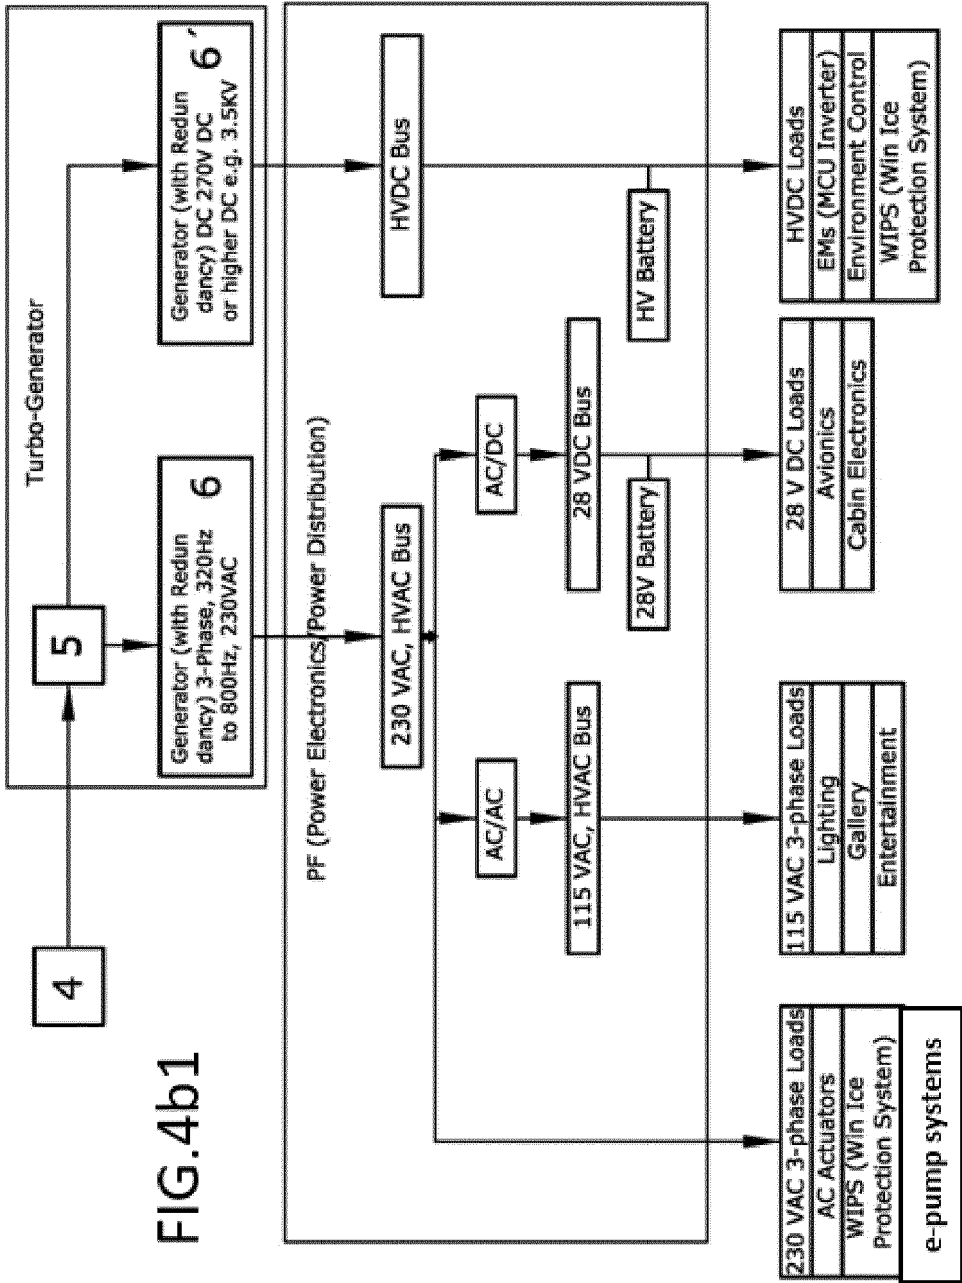 FIG.4b1
4
Turbo-Generator
5
Generator (with Redun
dancy) 3-Phase, 320Hz
to 800Hz, 230VAC
6
Generator (with Redun
dancy) DC 270V DC
or higher DC e.g. 3.5KV
6´
PF (Power Electronics/Power Distribution)
230 VAC, HVAC Bus
HVDC Bus
AC/AC
AC/DC
115 VAC, HVAC Bus
28 VDC Bus
28V Battery
HV Battery
230 VAC 3-phase Loads
AC Actuators
WIPS (Win Ice
Protection System)
e-pump systems
115 VAC 3-phase Loads
Lighting
Gallery
Entertainment
28 V DC Loads
Avionics
Cabin Electronics
HVDC Loads
EMs (MCU Inverter)
Environment Control
WIPS (Win Ice
Protection System)